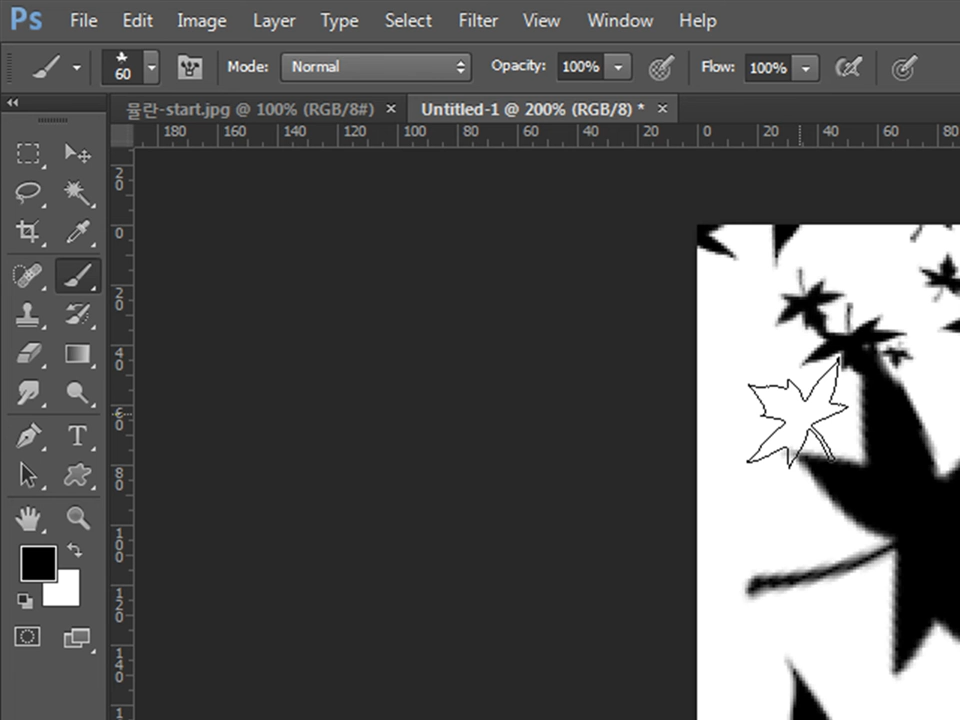 Ps File Edit Image Layer Type Select Filter View Window Help
60 Mode: Normal Opacity: 100% Flow: 100%
뮬란-start.jpg @ 100% (RGB/8#) × Untitled-1 @ 200% (RGB/8) * ×
180 160 140 120 100 80 60 40 20 0 20 40 60 80
20
0
20
40
60
80
100
120
140
1
T